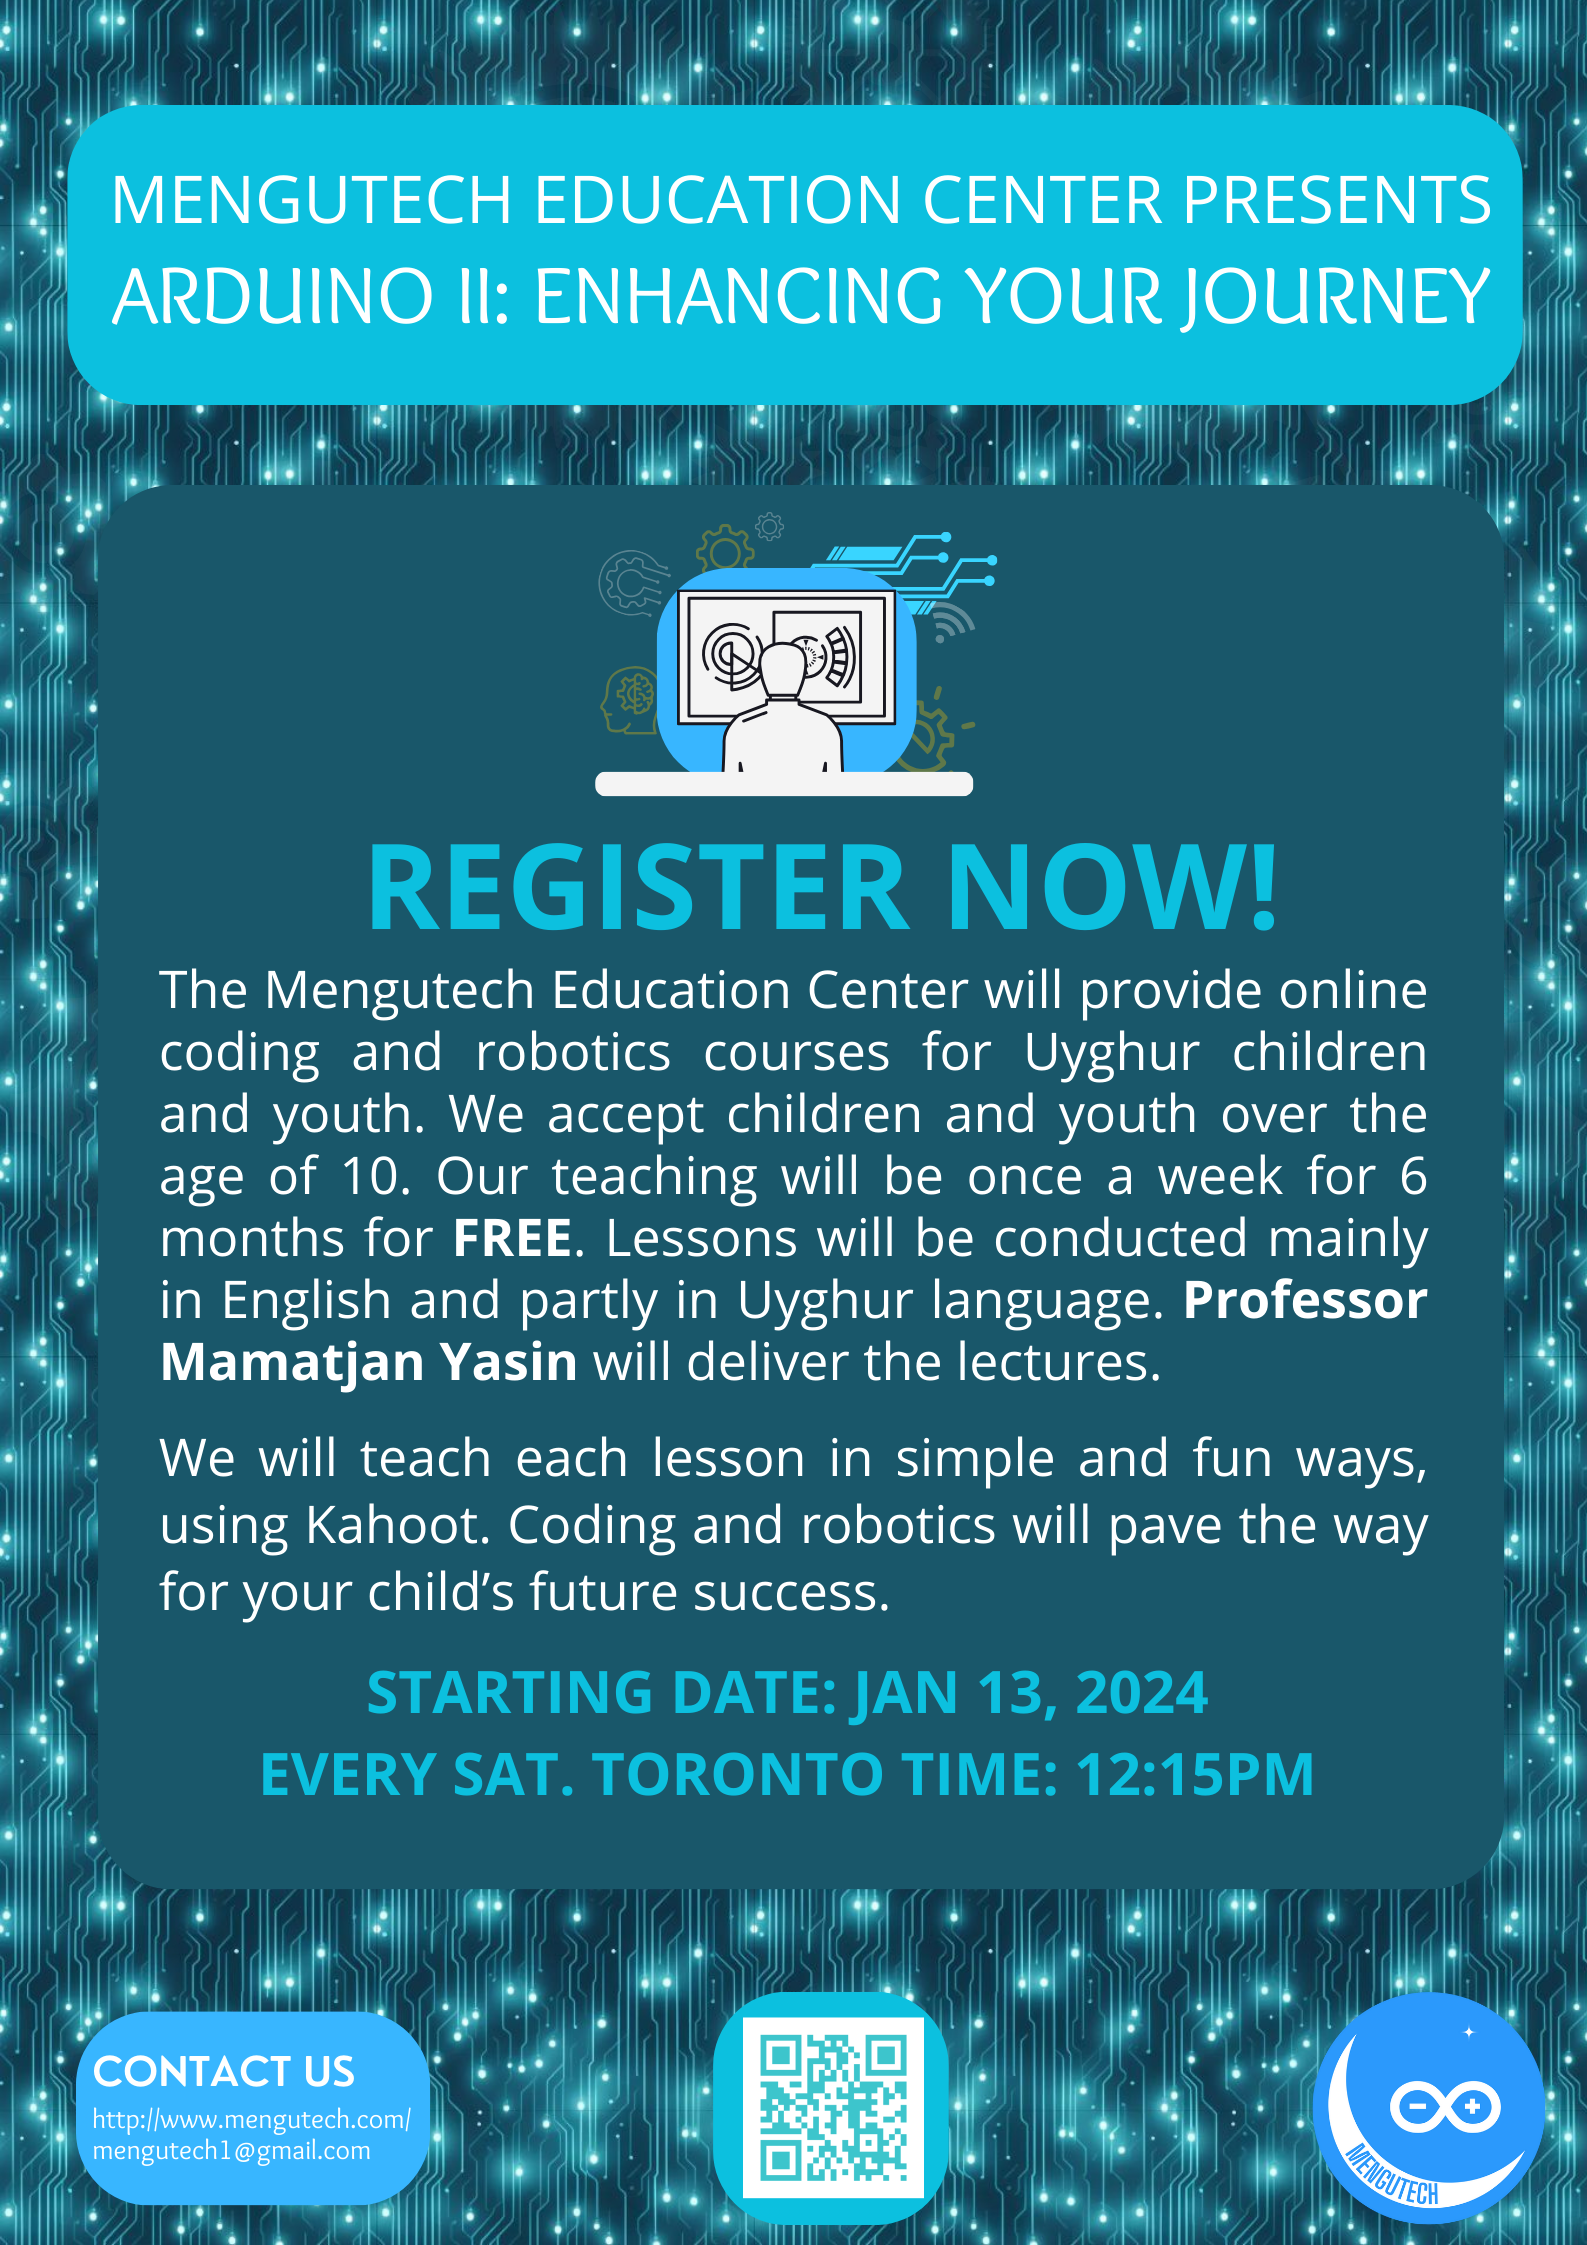 MENGUTECH EDUCATION CENTER PRESENTS
ARDUINO II: ENHANCING YOUR JOURNEY
REGISTER NOW!
The Mengutech Education Center will provide online
coding and robotics courses for Uyghur children
and youth. We accept children and youth over the
age of 10. Our teaching will be once a week for 6
months for FREE. Lessons will be conducted mainly
in English and partly in Uyghur language. Professor
Mamatjan Yasin will deliver the lectures.
We will teach each lesson in simple and fun ways,
using Kahoot. Coding and robotics will pave the way
for your child’s future success.
STARTING DATE: JAN 13, 2024
EVERY SAT. TORONTO TIME: 12:15PM
CONTACT US
http://www.mengutech.com/
mengutech1@gmail.com
MENGUTECH